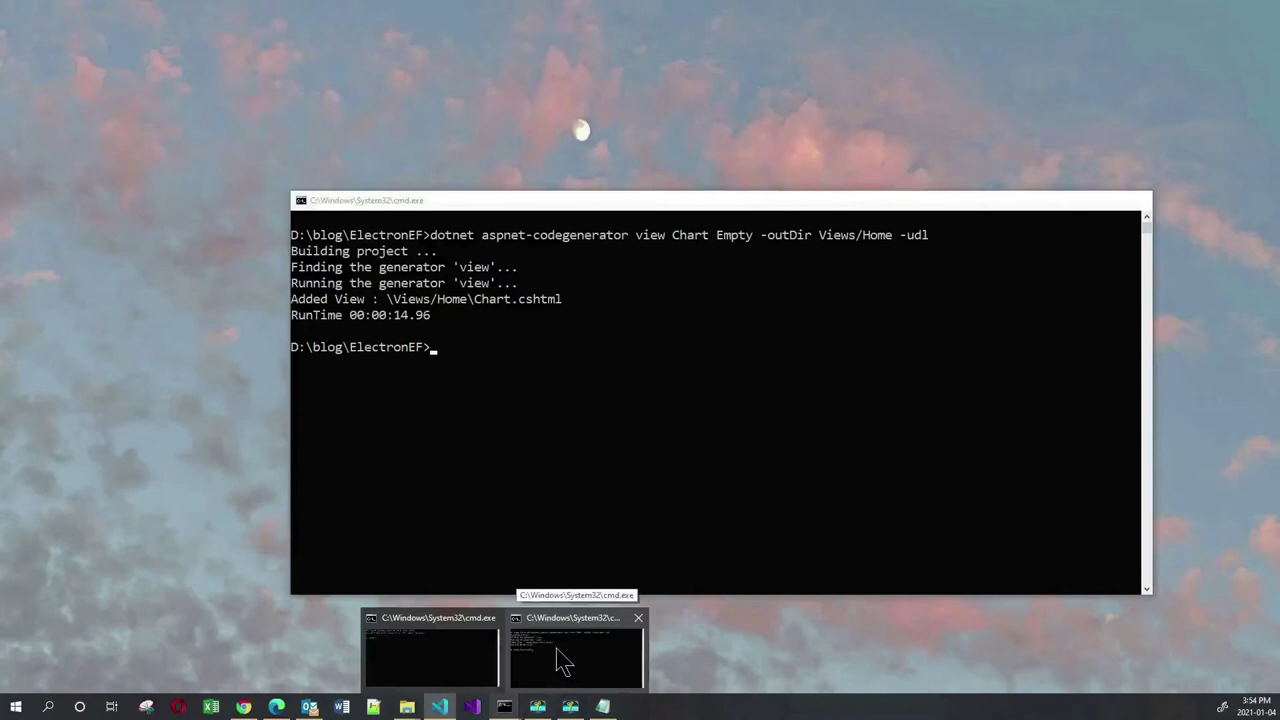 C:\Windows\System32\cmd.exe
D:\blog\ElectronEF>dotnet aspnet-codegenerator view Chart Empty -outDir Views/Home -udl
Building project ...
Finding the generator 'view'...
Running the generator 'view'...
Added View : \Views/Home\Chart.cshtml
RunTime 00:00:14.96
D:\blog\ElectronEF>
C:\Windows\System32\cmd.exe
C:\Windows\System32\cmd.exe
C:\Windows\System32\c...
3:54 PM
2021-01-04